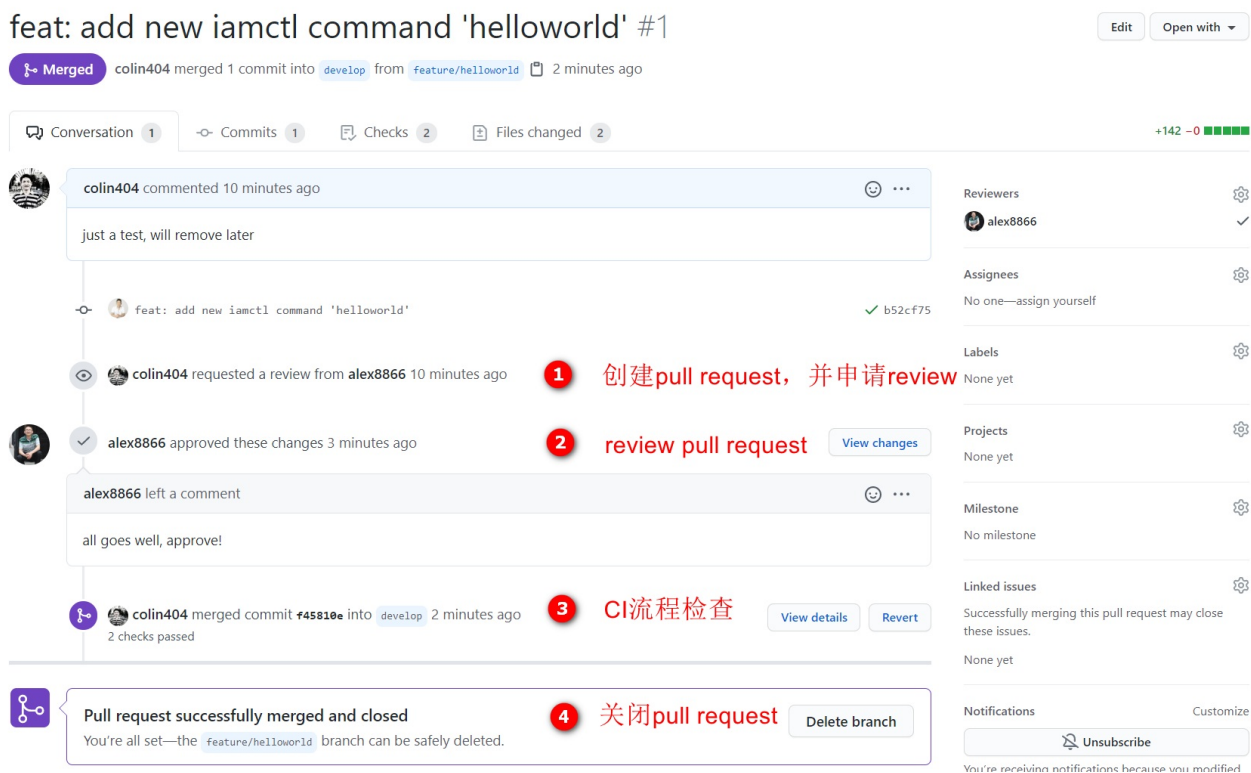 feat: add new iamctl command 'helloworld' #1
Edit
Open with
Merged
colin404 merged 1 commit into develop from feature/helloworld 2 minutes ago
Conversation 1
Commits 1
Checks 2
Files changed 2
+142 −0
colin404 commented 10 minutes ago
just a test, will remove later
feat: add new iamctl command 'helloworld'
b52cf75
colin404 requested a review from alex8866 10 minutes ago
1 创建pull request，并申请review
alex8866 approved these changes 3 minutes ago
2 review pull request
View changes
alex8866 left a comment
all goes well, approve!
colin404 merged commit f45810e into develop 2 minutes ago
2 checks passed
3 CI流程检查
View details
Revert
Pull request successfully merged and closed
You're all set—the feature/helloworld branch can be safely deleted.
4 关闭pull request
Delete branch
Reviewers
alex8866
Assignees
No one—assign yourself
Labels
None yet
Projects
None yet
Milestone
No milestone
Linked issues
Successfully merging this pull request may close
these issues.
None yet
Notifications
Customize
Unsubscribe
You're receiving notifications because you modified